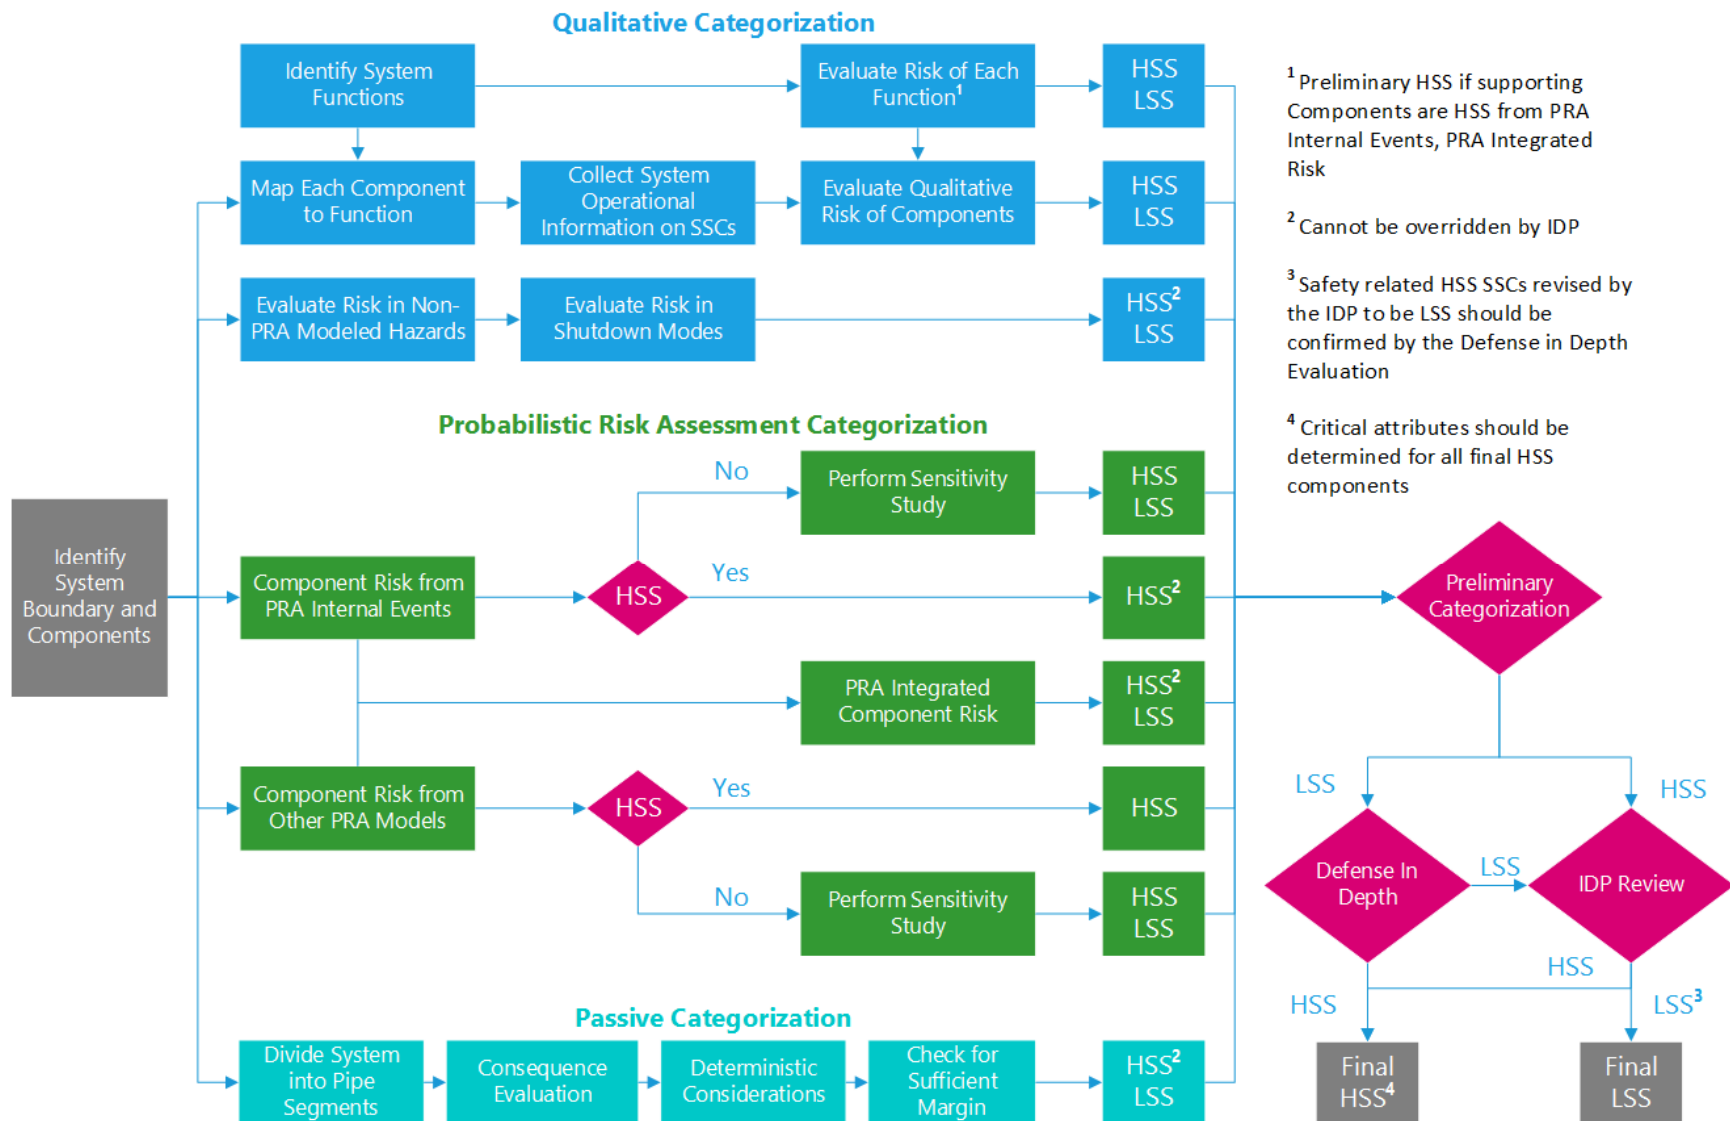 Qualitative Categorization
Identify System
Functions
Evaluate Risk of Each
Function¹
HSS
LSS
Map Each Component
to Function
Collect System
Operational
Information on SSCs
Evaluate Qualitative
Risk of Components
HSS
LSS
Evaluate Risk in Non-
PRA Modeled Hazards
Evaluate Risk in
Shutdown Modes
HSS²
LSS
Probabilistic Risk Assessment Categorization
No
Perform Sensitivity
Study
HSS
LSS
Identify
System
Boundary and
Components
Component Risk from
PRA Internal Events
HSS
Yes
HSS²
PRA Integrated
Component Risk
HSS²
LSS
Component Risk from
Other PRA Models
HSS
Yes
HSS
No
Perform Sensitivity
Study
HSS
LSS
Passive Categorization
Divide System
into Pipe
Segments
Consequence
Evaluation
Deterministic
Considerations
Check for
Sufficient
Margin
HSS²
LSS
¹ Preliminary HSS if supporting
Components are HSS from PRA
Internal Events, PRA Integrated
Risk
² Cannot be overridden by IDP
³ Safety related HSS SSCs revised by
the IDP to be LSS should be
confirmed by the Defense in Depth
Evaluation
⁴ Critical attributes should be
determined for all final HSS
components
Preliminary
Categorization
LSS
HSS
Defense In
Depth
LSS
IDP Review
HSS
HSS
LSS³
Final
HSS⁴
Final
LSS